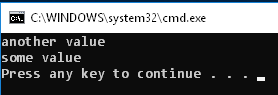 C:\WINDOWS\system32\cmd.exe
another value
some value
Press any key to continue . . .